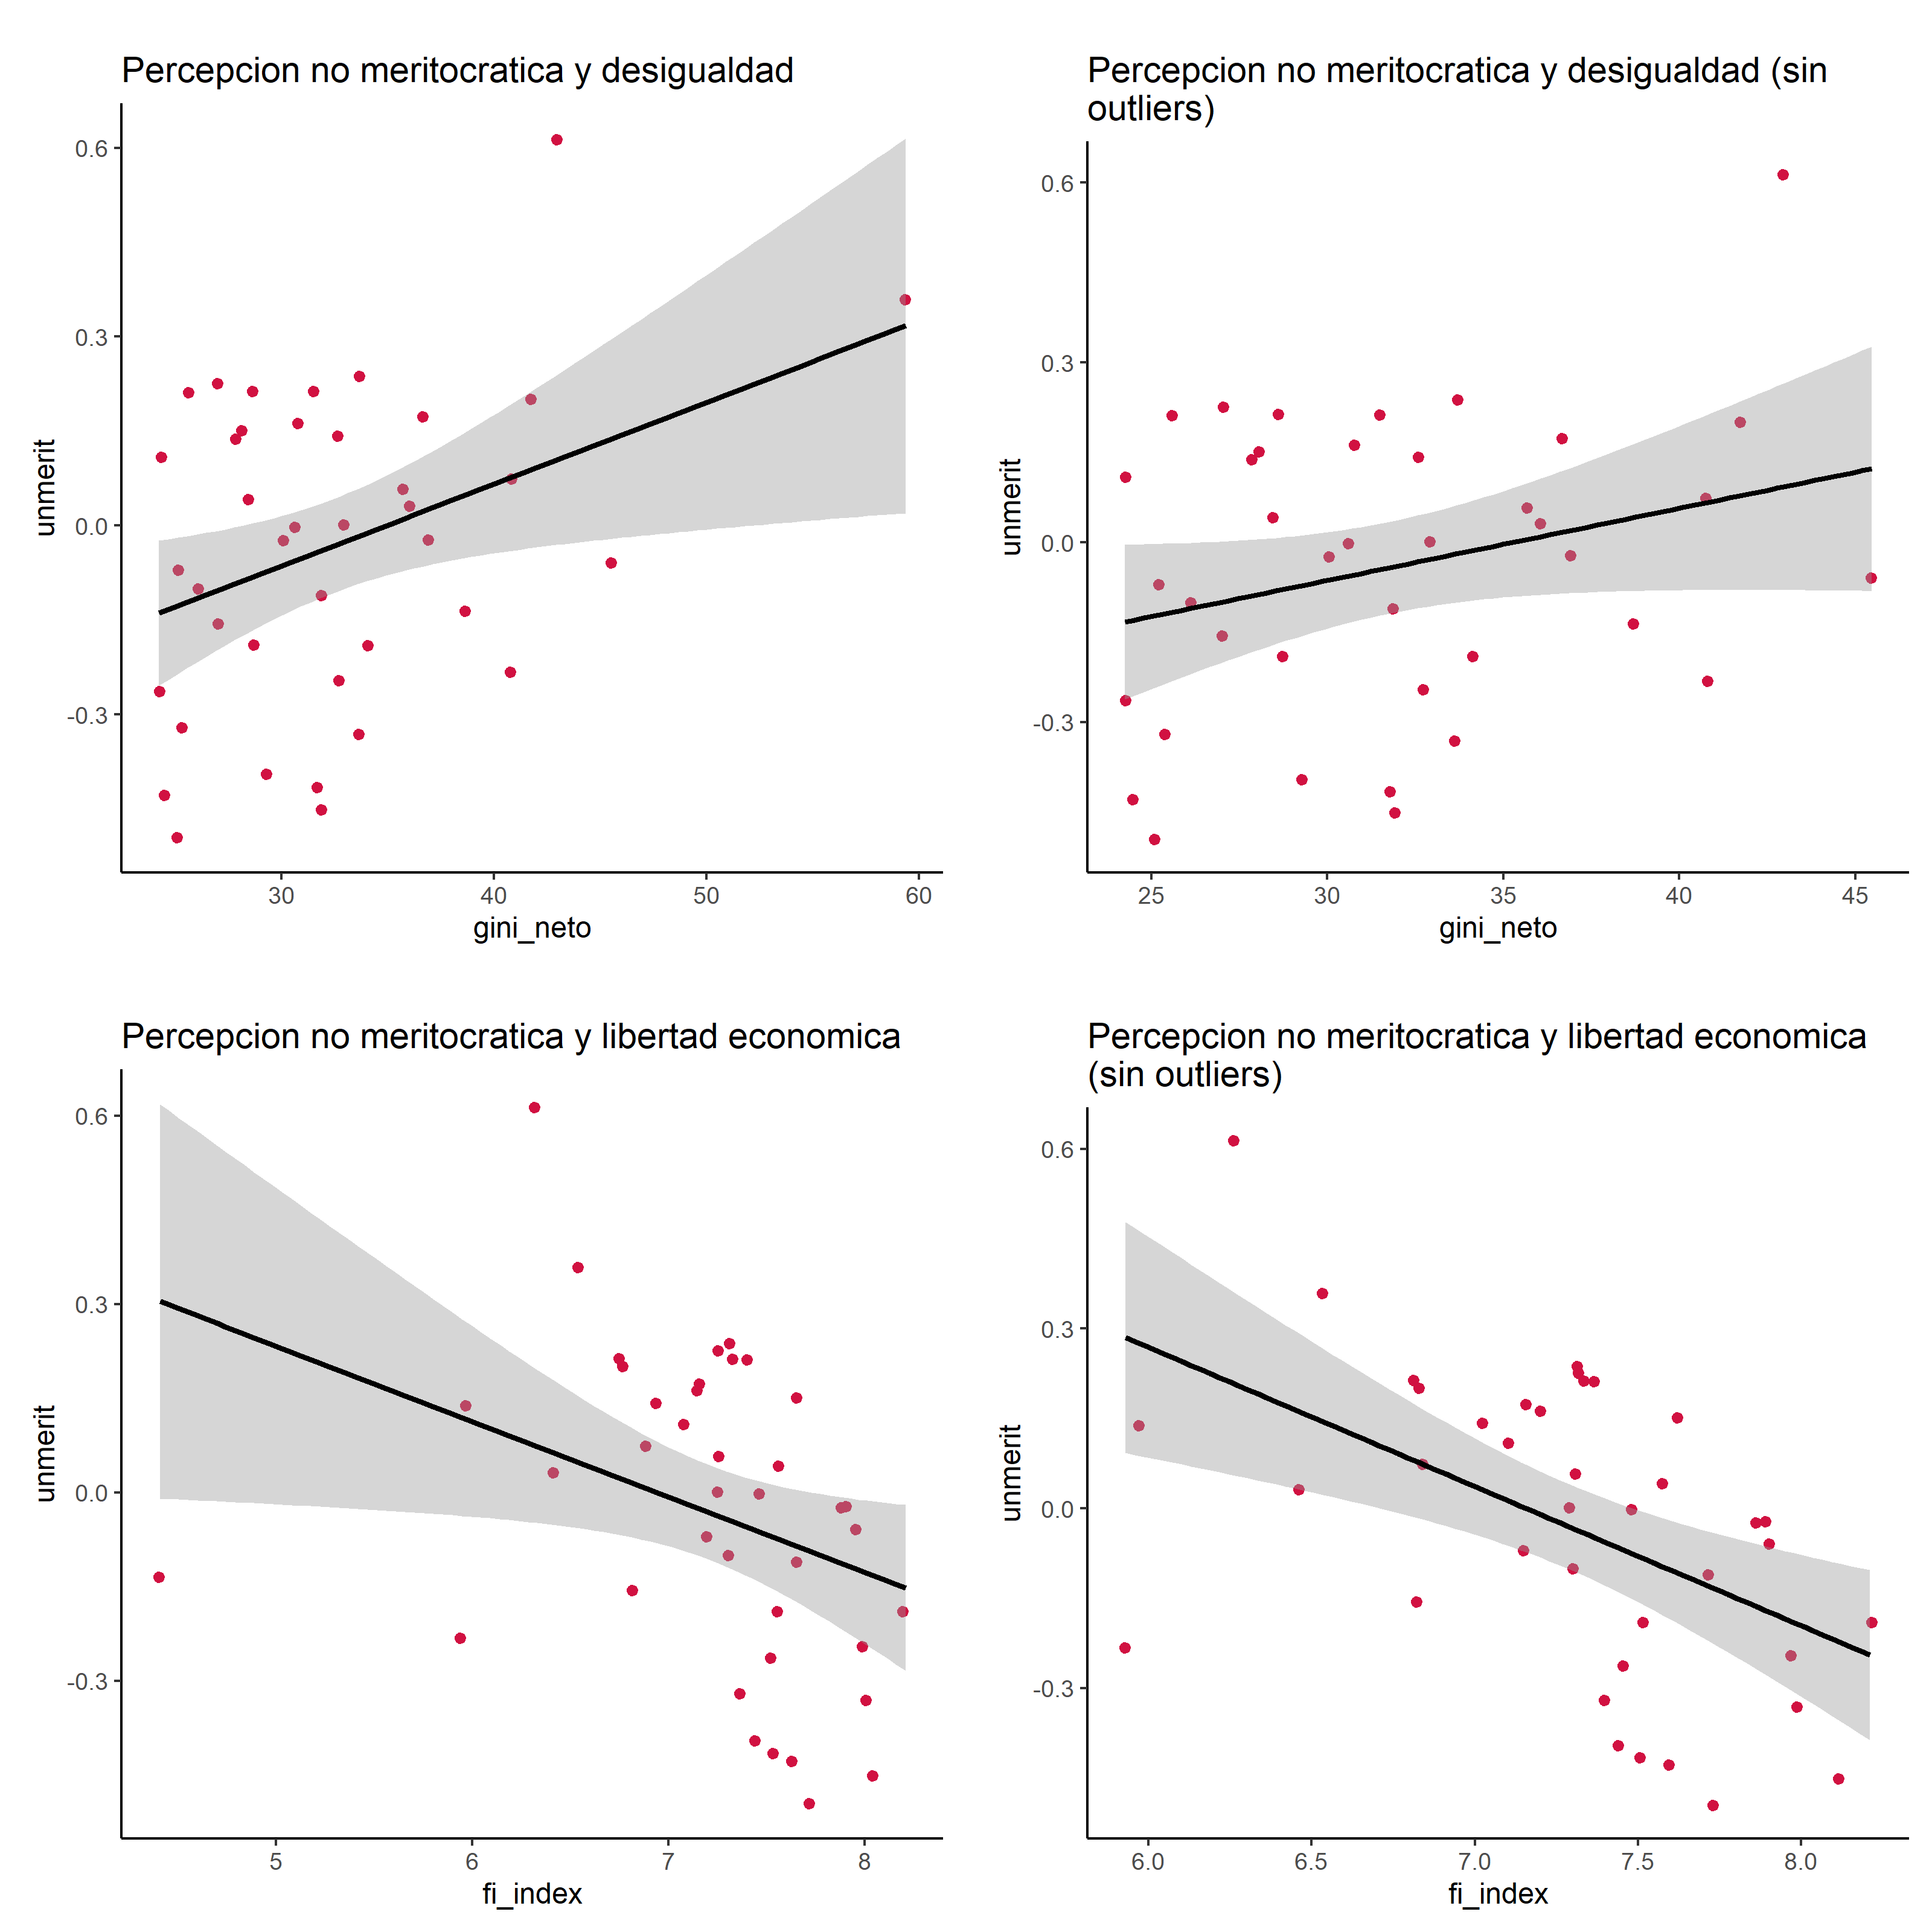 Percepcion no meritocratica y desigualdad
0.6
0.3
0.0
-0.3
unmerit
30
40
50
60
gini_neto
Percepcion no meritocratica y desigualdad (sin
outliers)
0.6
0.3
0.0
-0.3
unmerit
25
30
35
40
45
gini_neto
Percepcion no meritocratica y libertad economica
0.6
0.3
0.0
-0.3
unmerit
5
6
7
8
fi_index
Percepcion no meritocratica y libertad economica
(sin outliers)
0.6
0.3
0.0
-0.3
unmerit
6.0
6.5
7.0
7.5
8.0
fi_index